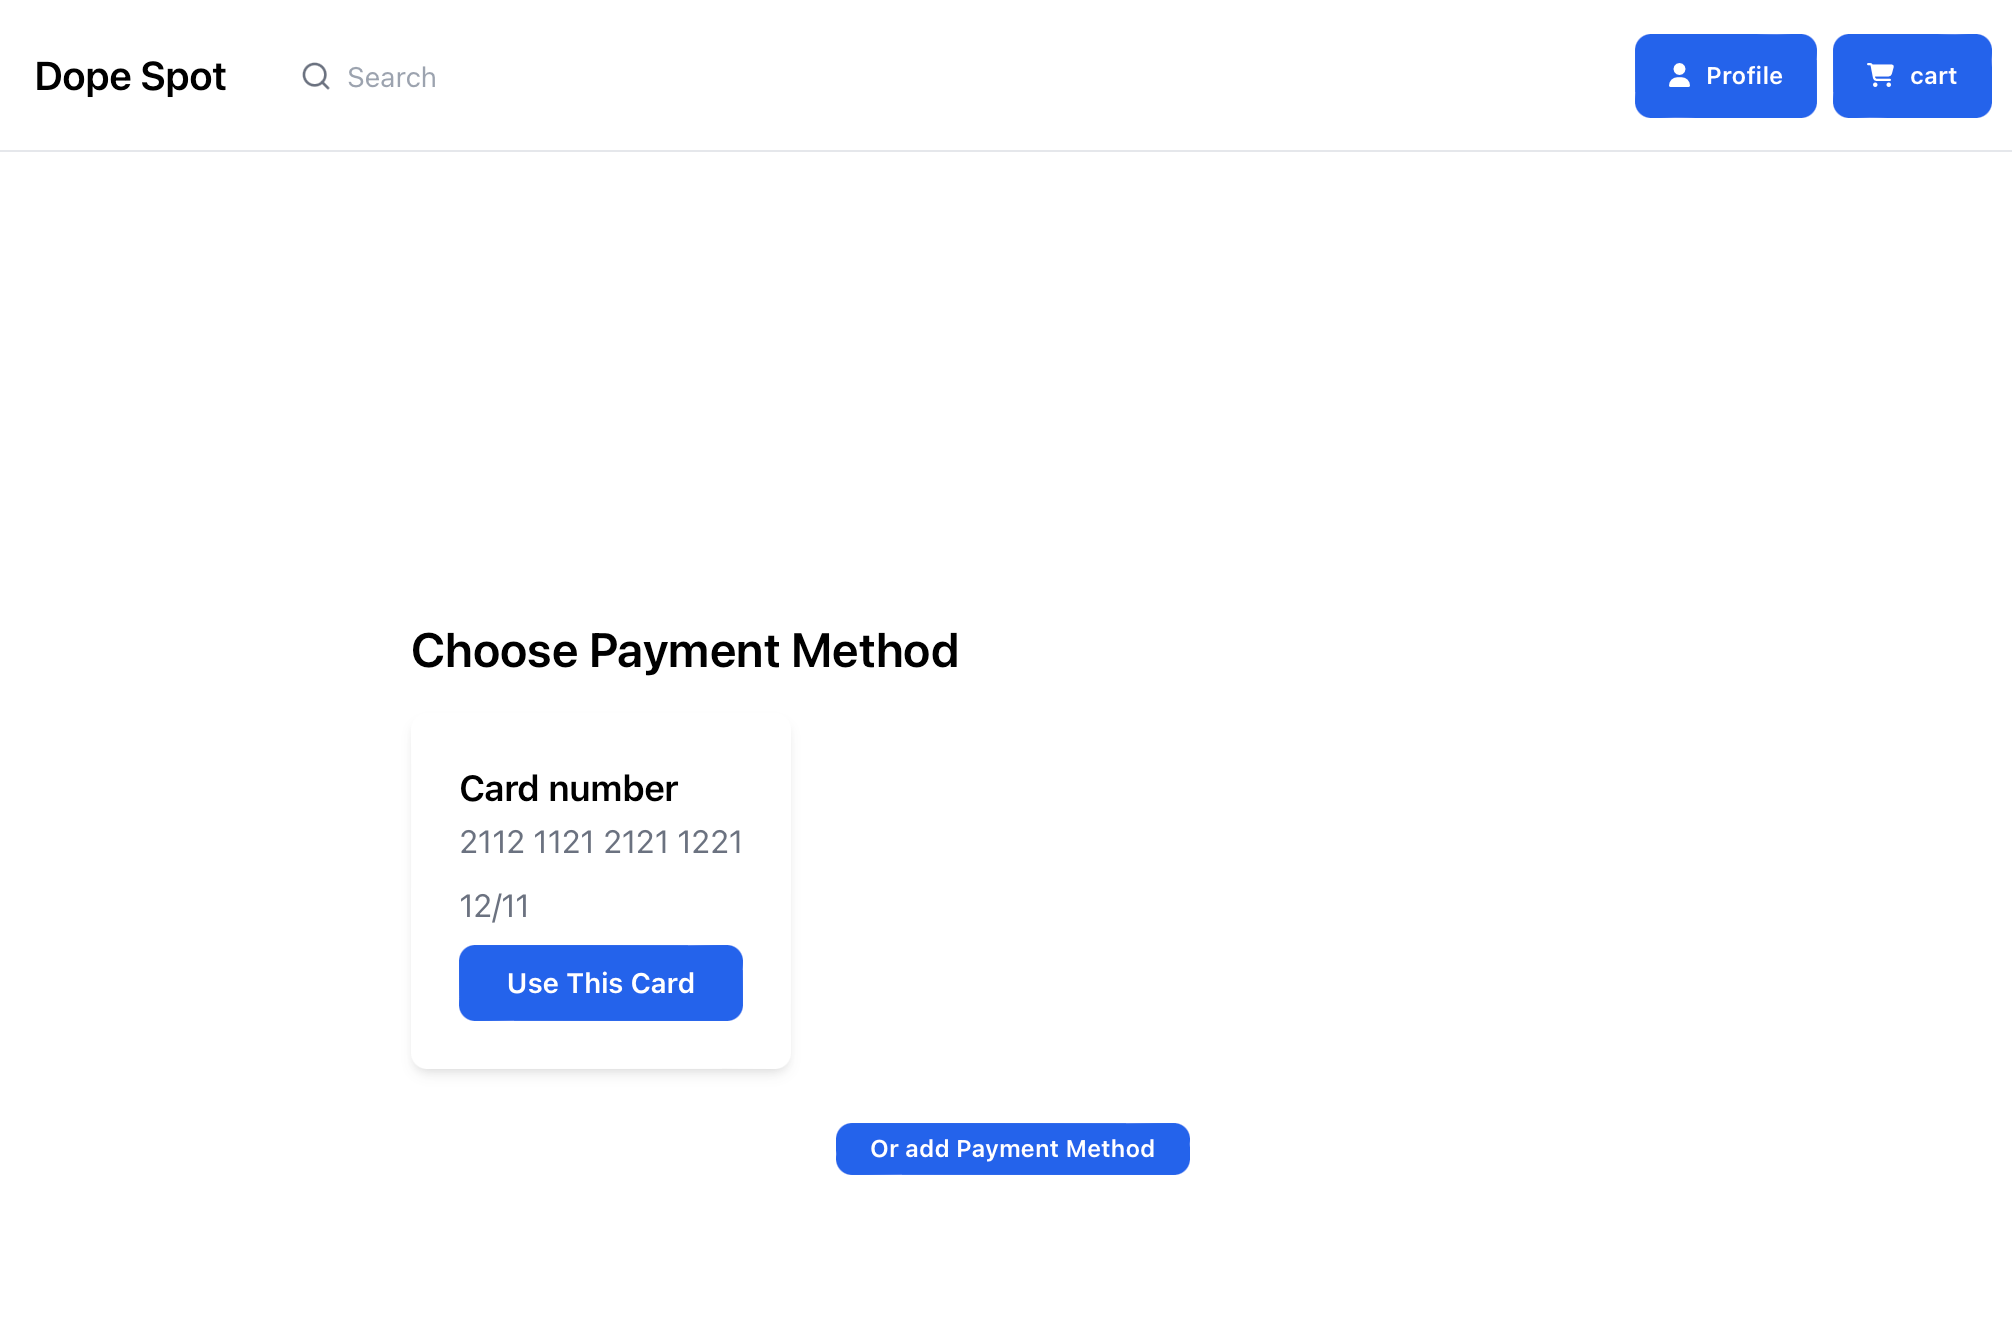 Dope Spot
Search
Profile
cart
Choose Payment Method
Card number
2112 1121 2121 1221
12/11
Use This Card
Or add Payment Method